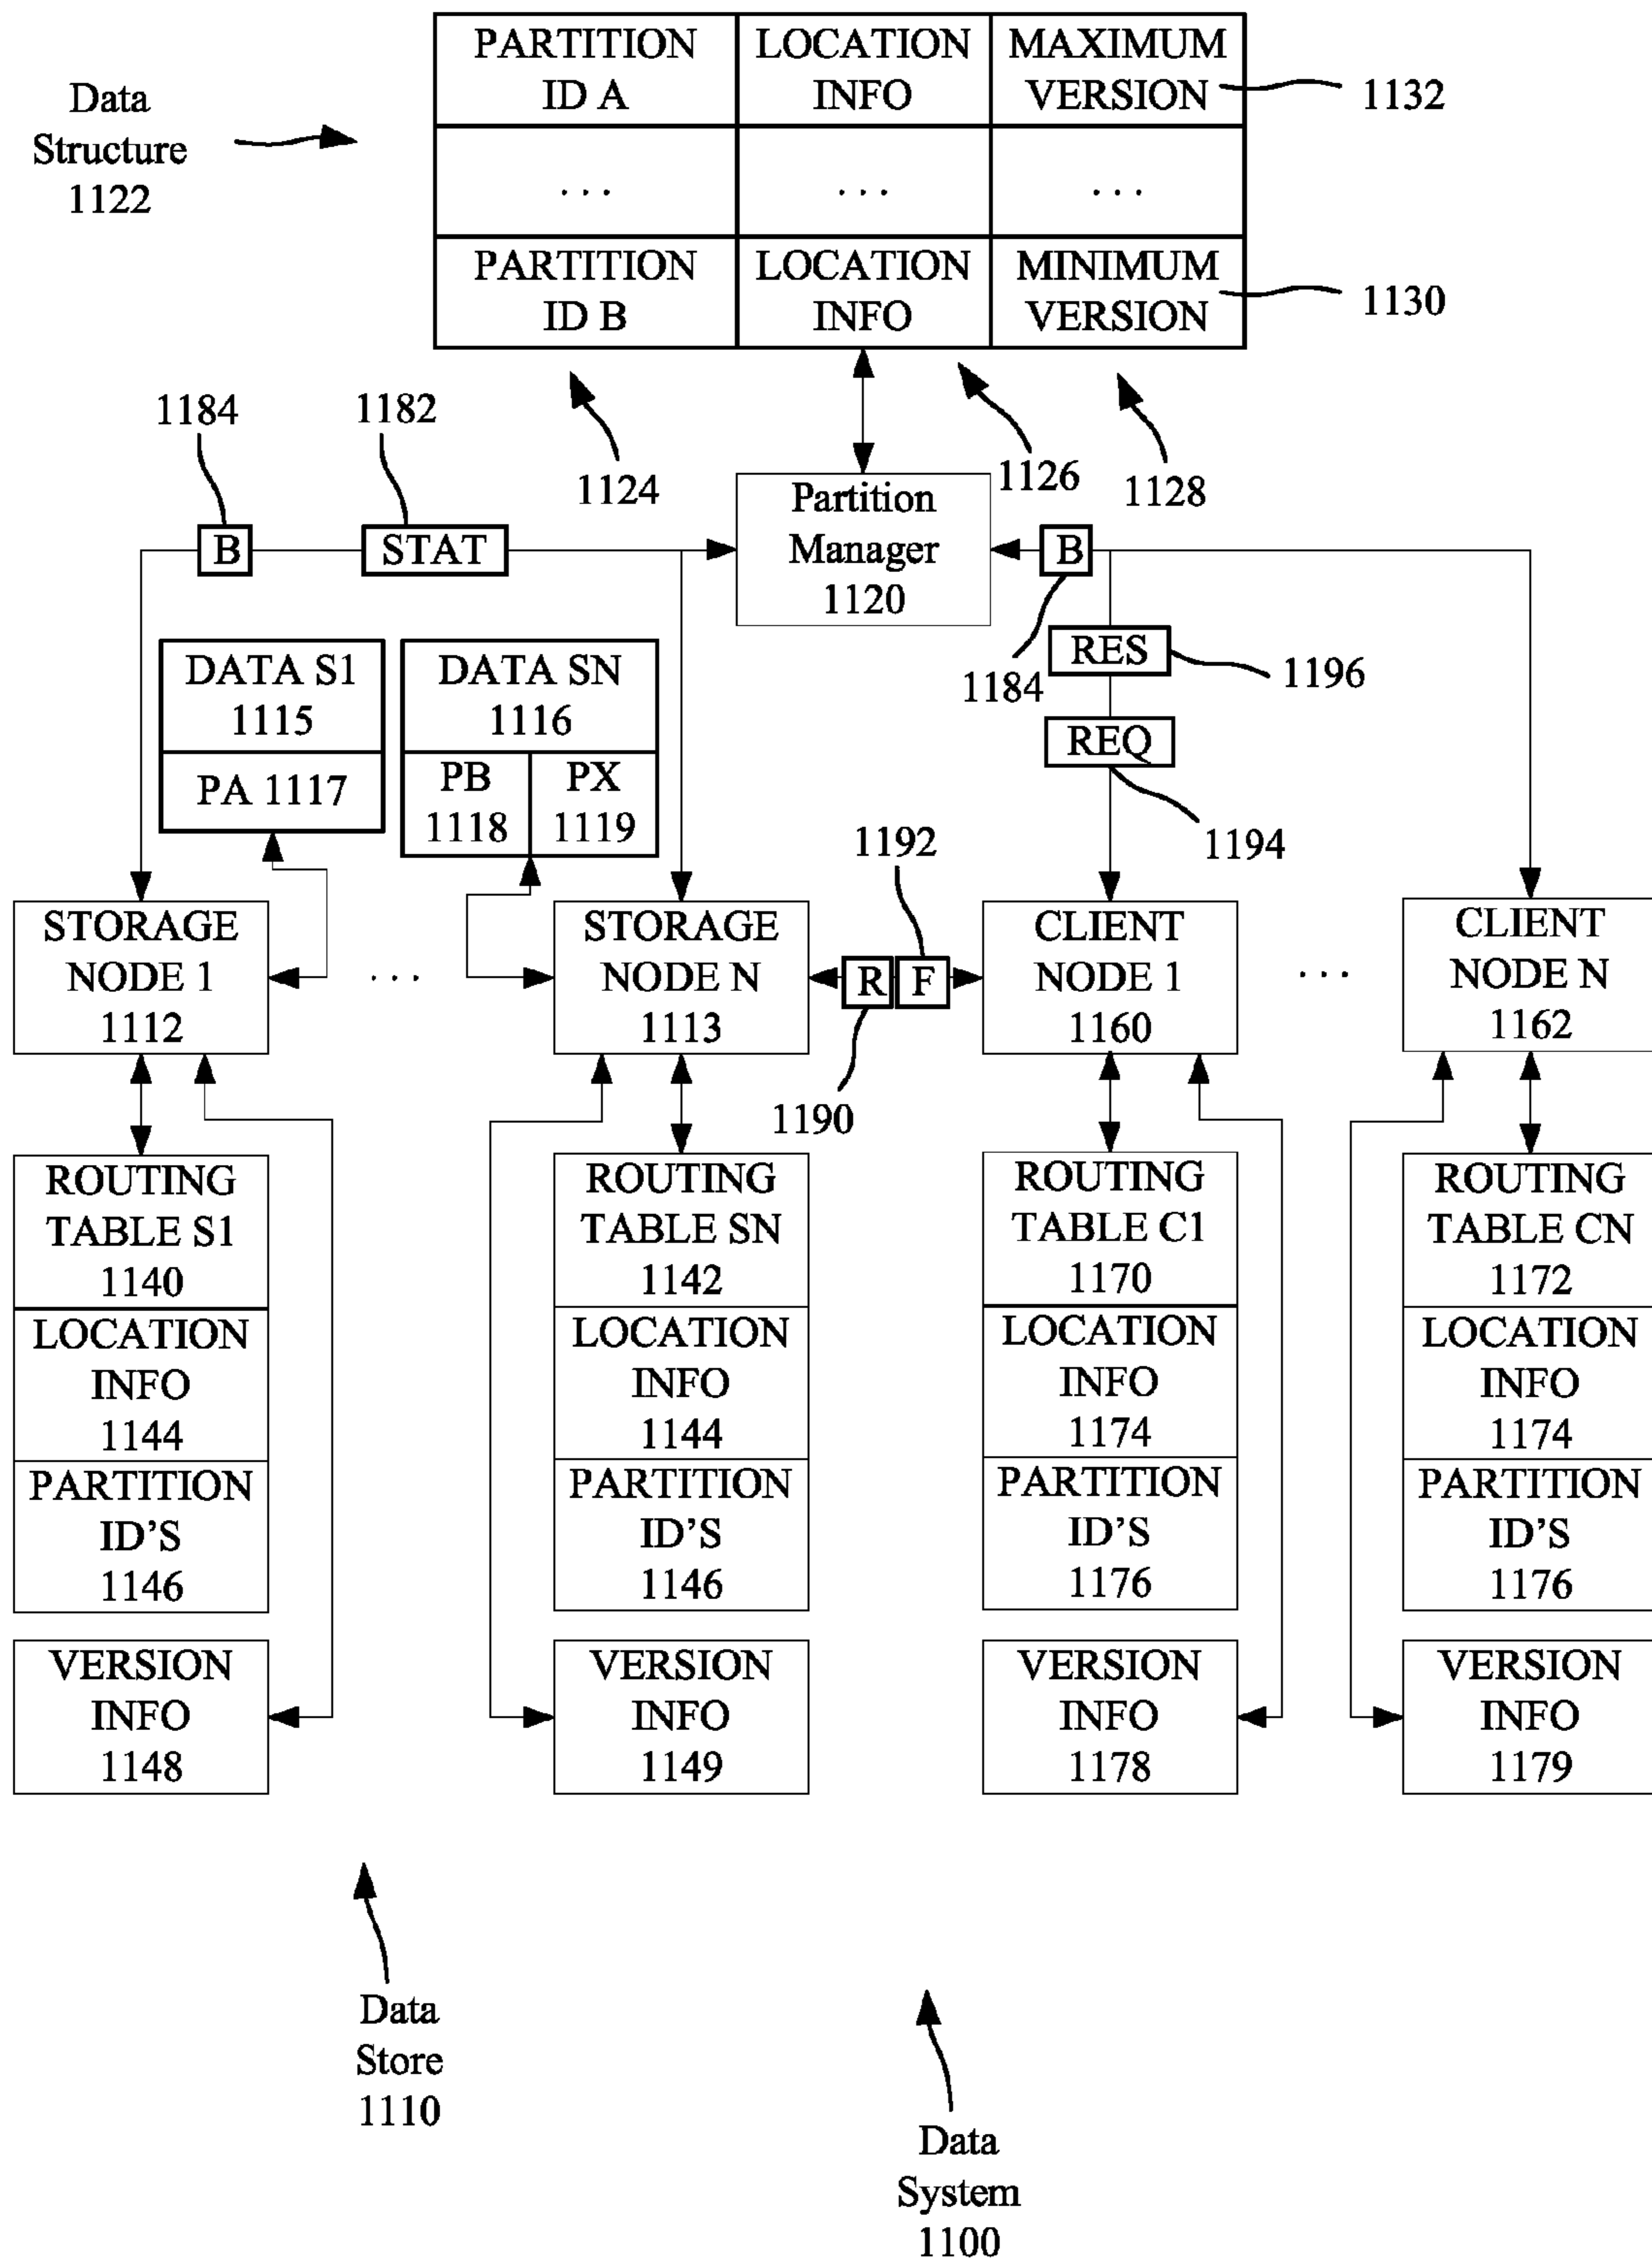 PARTITION
ID A
LOCATION
INFO
MAXIMUM
VERSION
1132
Data
Structure
1122
. . .
. . .
. . .
PARTITION
ID B
LOCATION
INFO
MINIMUM
VERSION
1130
1184
1182
1124
1126
1128
B
STAT
Partition
Manager
1120
B
DATA S1
1115
PA 1117
DATA SN
1116
PB
1118
PX
1119
1184
RES
1196
REQ
1194
1192
STORAGE
NODE 1
1112
. . .
STORAGE
NODE N
1113
R
F
CLIENT
NODE 1
1160
. . .
CLIENT
NODE N
1162
1190
ROUTING
TABLE S1
1140
LOCATION
INFO
1144
PARTITION
ID'S
1146
ROUTING
TABLE SN
1142
LOCATION
INFO
1144
PARTITION
ID'S
1146
ROUTING
TABLE C1
1170
LOCATION
INFO
1174
PARTITION
ID'S
1176
ROUTING
TABLE CN
1172
LOCATION
INFO
1174
PARTITION
ID'S
1176
VERSION
INFO
1148
VERSION
INFO
1149
VERSION
INFO
1178
VERSION
INFO
1179
Data
Store
1110
Data
System
1100